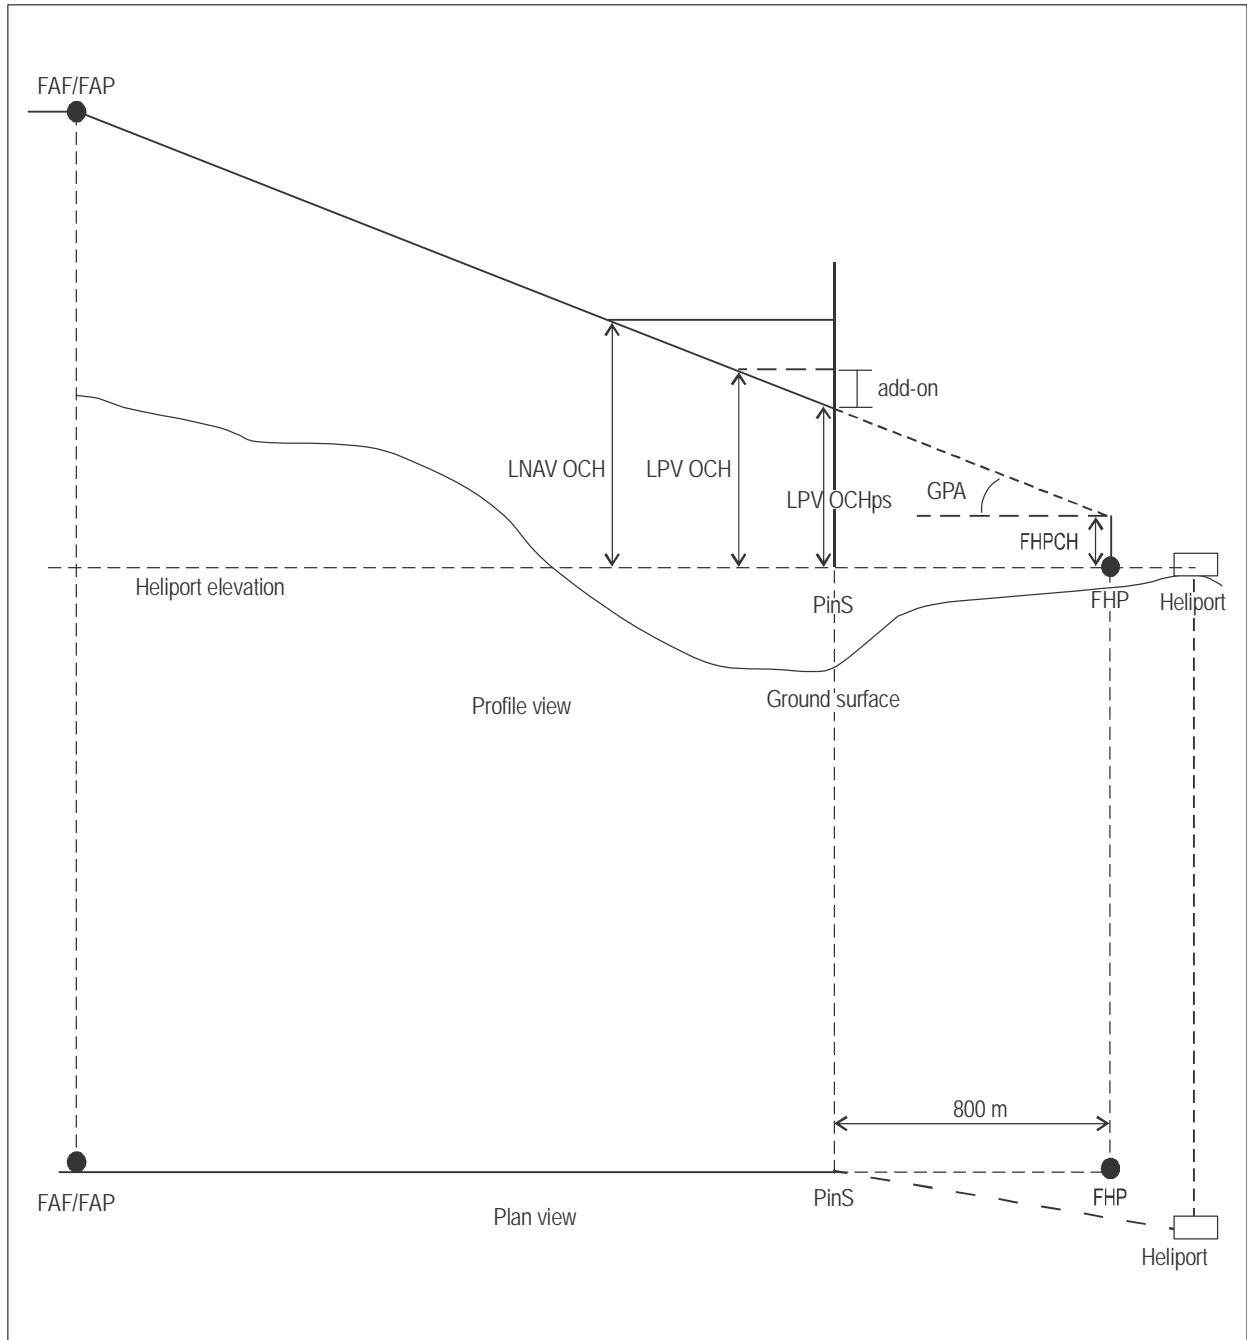 FAF/FAP
add-on
LNAV OCH
LPV OCH
LPV OCHps
GPA
FHPCH
Heliport elevation
PinS
FHP
Heliport
Profile view
Ground surface
800 m
FAF/FAP
PinS
FHP
Plan view
Heliport